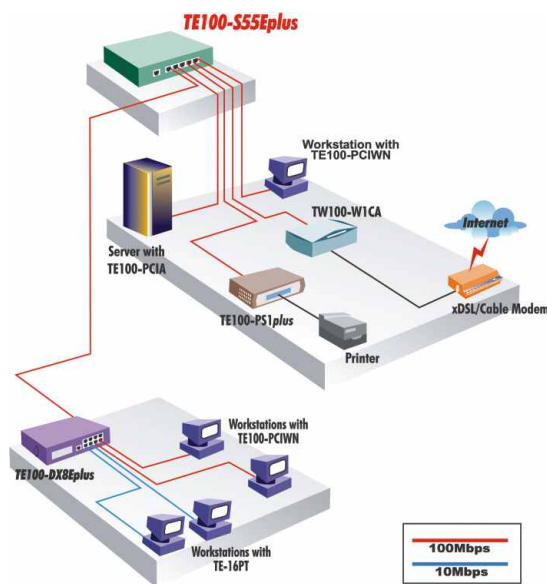 TE100-S55Eplus
Workstation with
TE100-PCIWN
TW100-W1CA
Internet
Server with
TE100-PCIA
TE100-PS1plus
xDSL/Cable Modem
Printer
Workstations with
TE100-PCIWN
TE100-DX8Eplus
Workstations with
TE-16PT
100Mbps
10Mbps